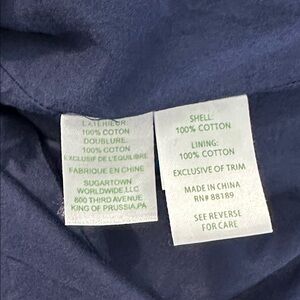 EXTÉRIEUR:
100% COTON
DOUBLURE:
100% COTON
EXCLUSIF DE L'ÉQUILIBRE
FABRIQUE EN CHINE
SUGARTOWN
WORLDWIDE,LLC
800 THIRD AVENUE
KING OF PRUSSIA,PA
SHELL:
100% COTTON
LINING:
100% COTTON
EXCLUSIVE OF TRIM
MADE IN CHINA
RN# 88189
SEE REVERSE
FOR CARE